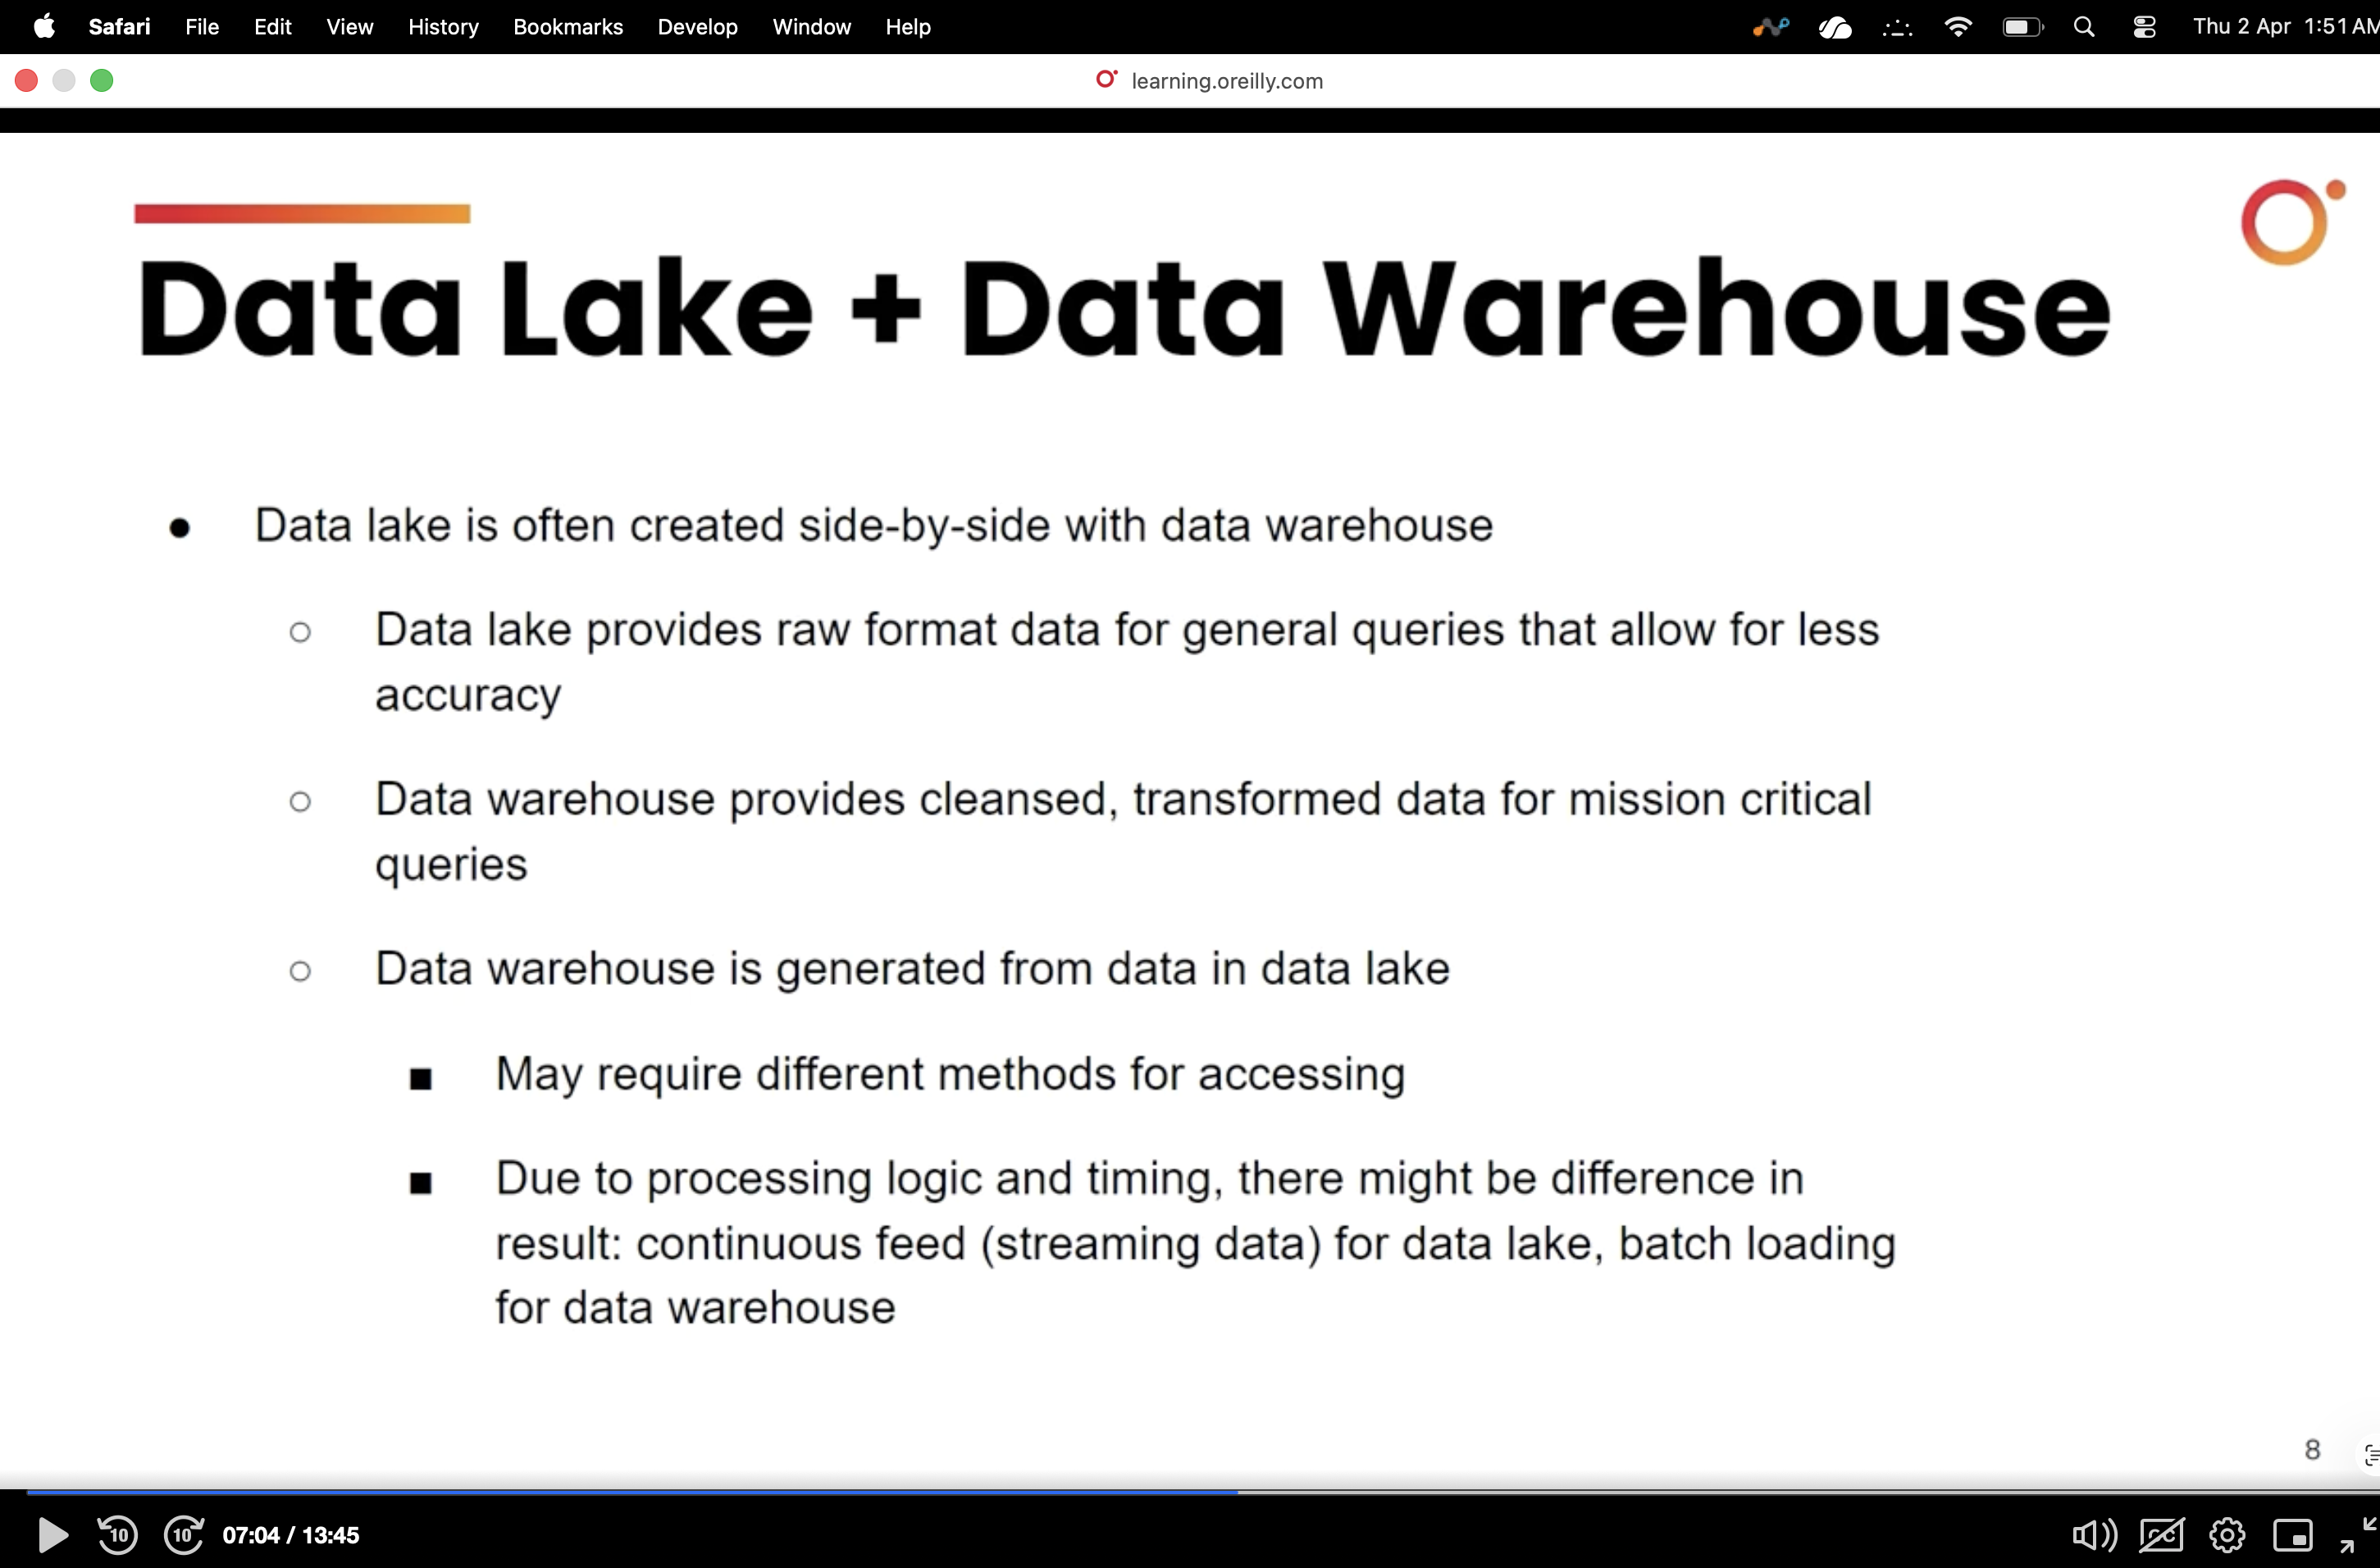 Safari File Edit View History Bookmarks Develop Window Help Thu 2 Apr 1:51 AM
learning.oreilly.com
Data Lake + Data Warehouse
● Data lake is often created side-by-side with data warehouse
○ Data lake provides raw format data for general queries that allow for less
accuracy
○ Data warehouse provides cleansed, transformed data for mission critical
queries
○ Data warehouse is generated from data in data lake
■ May require different methods for accessing
■ Due to processing logic and timing, there might be difference in
result: continuous feed (streaming data) for data lake, batch loading
for data warehouse
8
10 10 07:04 / 13:45 CC